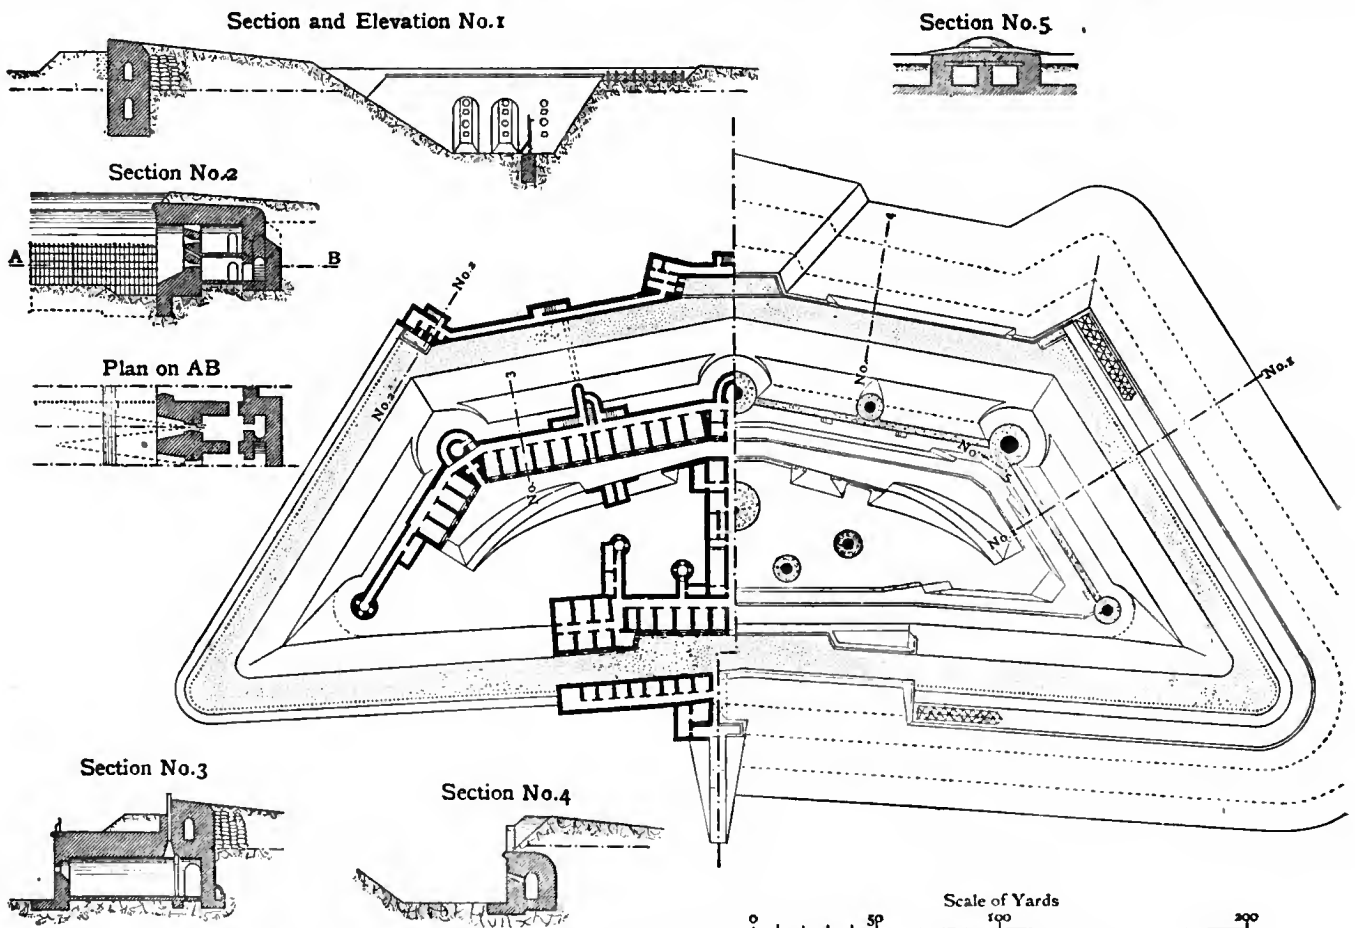 Section and Elevation No.1
Section No.5
Section No.2
A B
Plan on AB
No.2
No.2
3
No.
4
No.
No.1
No.
No.
Section No.3
Section No.4
Scale of Yards
0 50 100 200